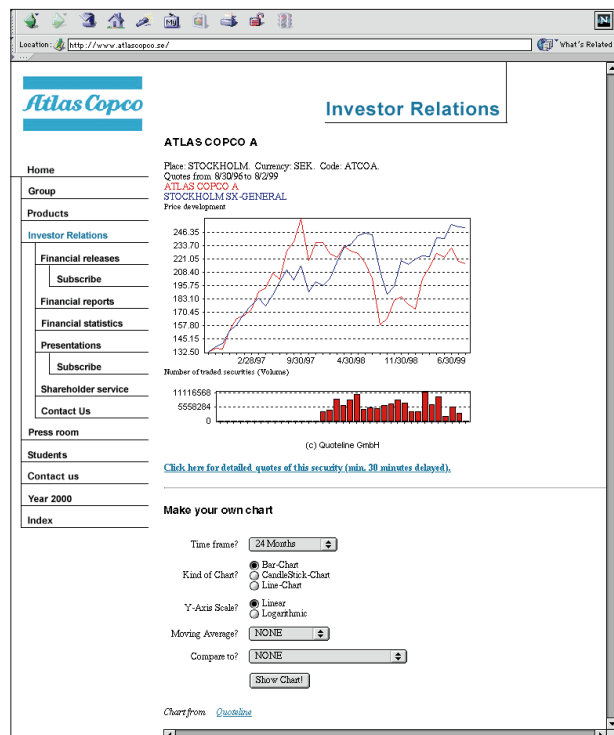 Location: http://www.atlascopco.se/
What's Related
Atlas Copco
Investor Relations
Home
Group
Products
Investor Relations
Financial releases
Subscribe
Financial reports
Financial statistics
Presentations
Subscribe
Shareholder service
Contact Us
Press room
Students
Contact us
Year 2000
Index
ATLAS COPCO A
Place: STOCKHOLM. Currency: SEK. Code: ATCOA.
Quotes from 8/30/96 to 8/2/99
ATLAS COPCO A
STOCKHOLM SX-GENERAL
Price development
246.35
233.70
221.05
208.40
195.75
183.10
170.45
157.80
145.15
132.50
2/28/97 9/30/97 4/30/98 11/30/98 6/30/99
Number of traded securities (Volume)
11116568
5558284
0
(c) Quoteline GmbH
Click here for detailed quotes of this security (min. 30 minutes delayed).
Make your own chart
Time frame? 24 Months
Kind of Chart? Bar-Chart
CandleStick-Chart
Line-Chart
Y-Axis Scale? Linear
Logarithmic
Moving Average? NONE
Compare to? NONE
Show Chart!
Chart from Quoteline